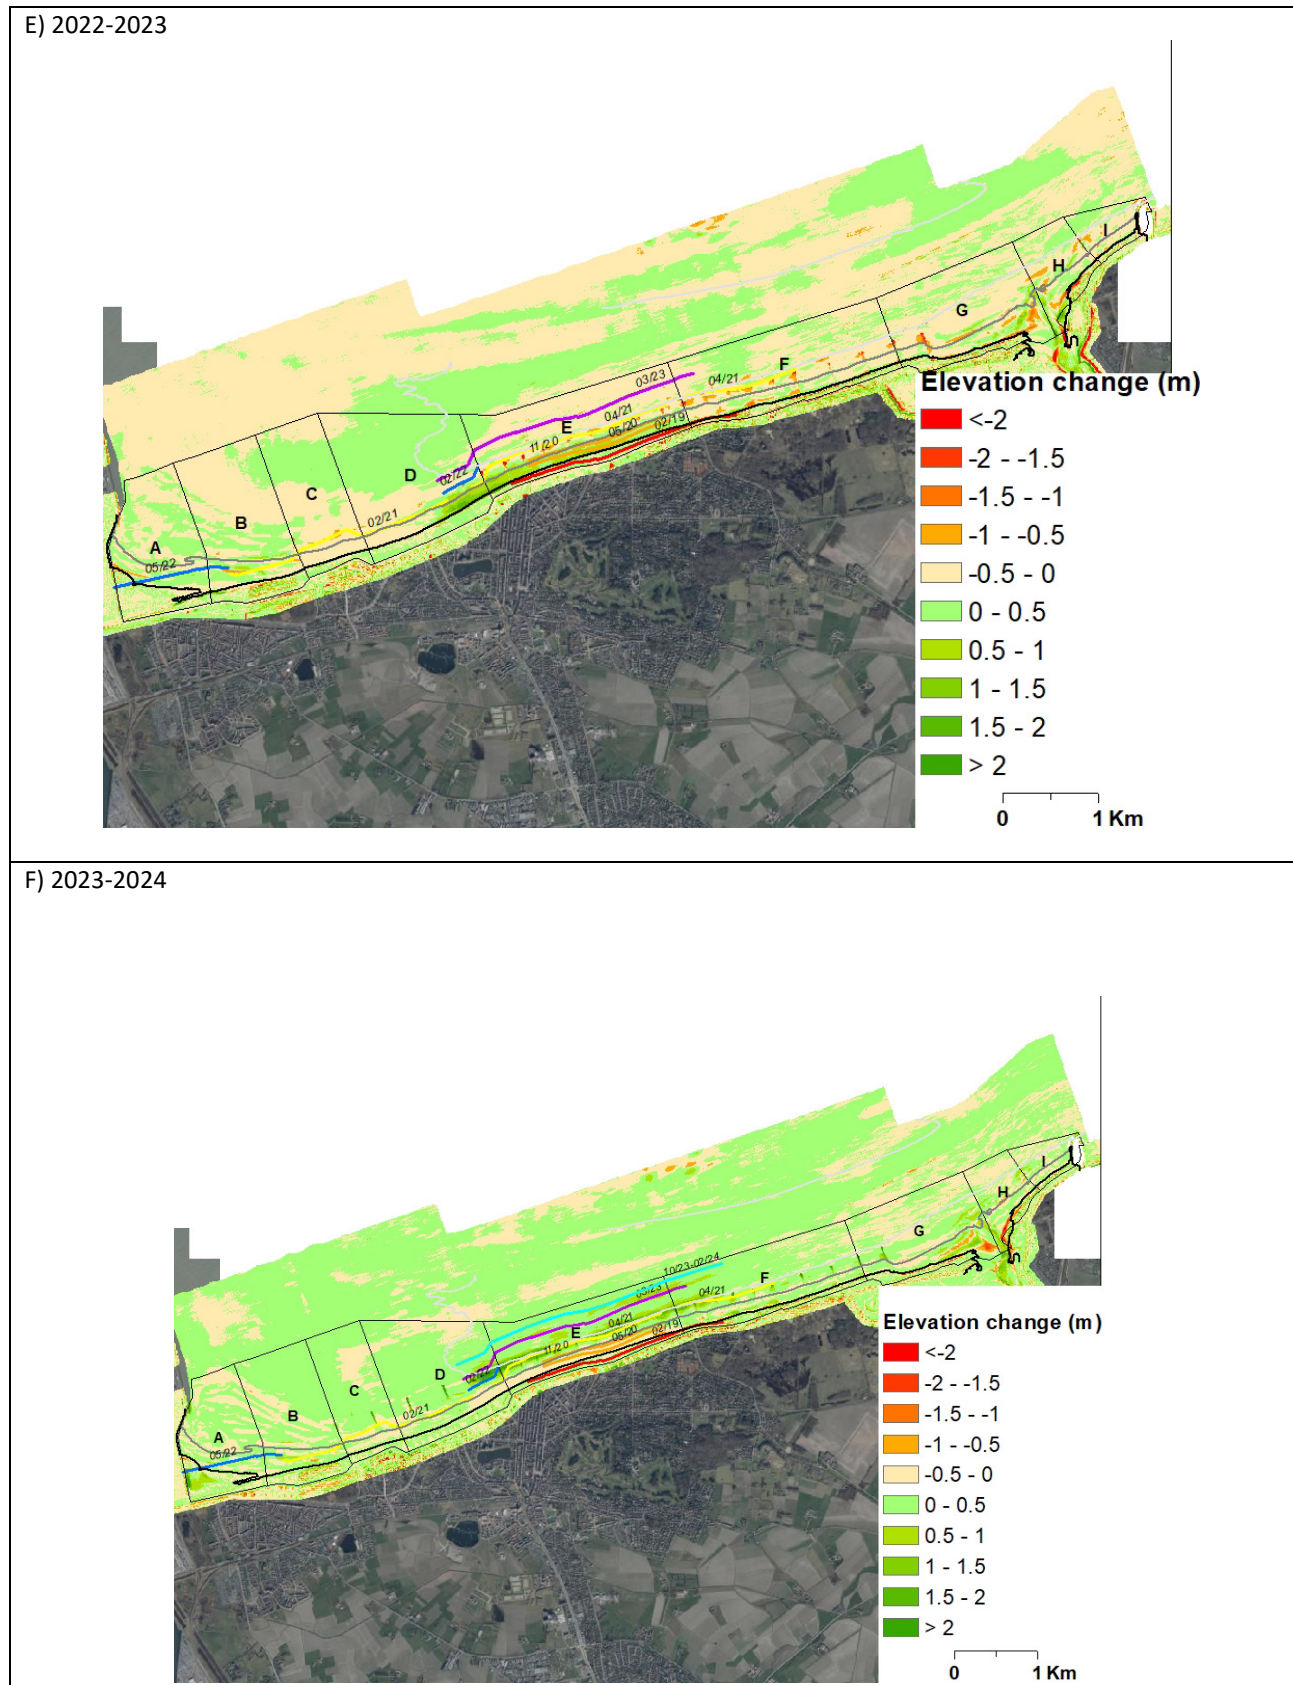 E) 2022-2023
I
H
G
03/23
04/21
F
04/21
E
05/20
02/19
11/20
D
02/22
C
02/21
B
A
05/22
Elevation change (m)
<-2
-2 - -1.5
-1.5 - -1
-1 - -0.5
-0.5 - 0
0 - 0.5
0.5 - 1
1 - 1.5
1.5 - 2
> 2
0 1 Km
F) 2023-2024
I
H
G
10/23-02/24
03/23
F
04/21
04/21
E
05/20
02/19
11/20
D
02/22
C
02/21
B
A
05/22
Elevation change (m)
<-2
-2 - -1.5
-1.5 - -1
-1 - -0.5
-0.5 - 0
0 - 0.5
0.5 - 1
1 - 1.5
1.5 - 2
> 2
0 1 Km